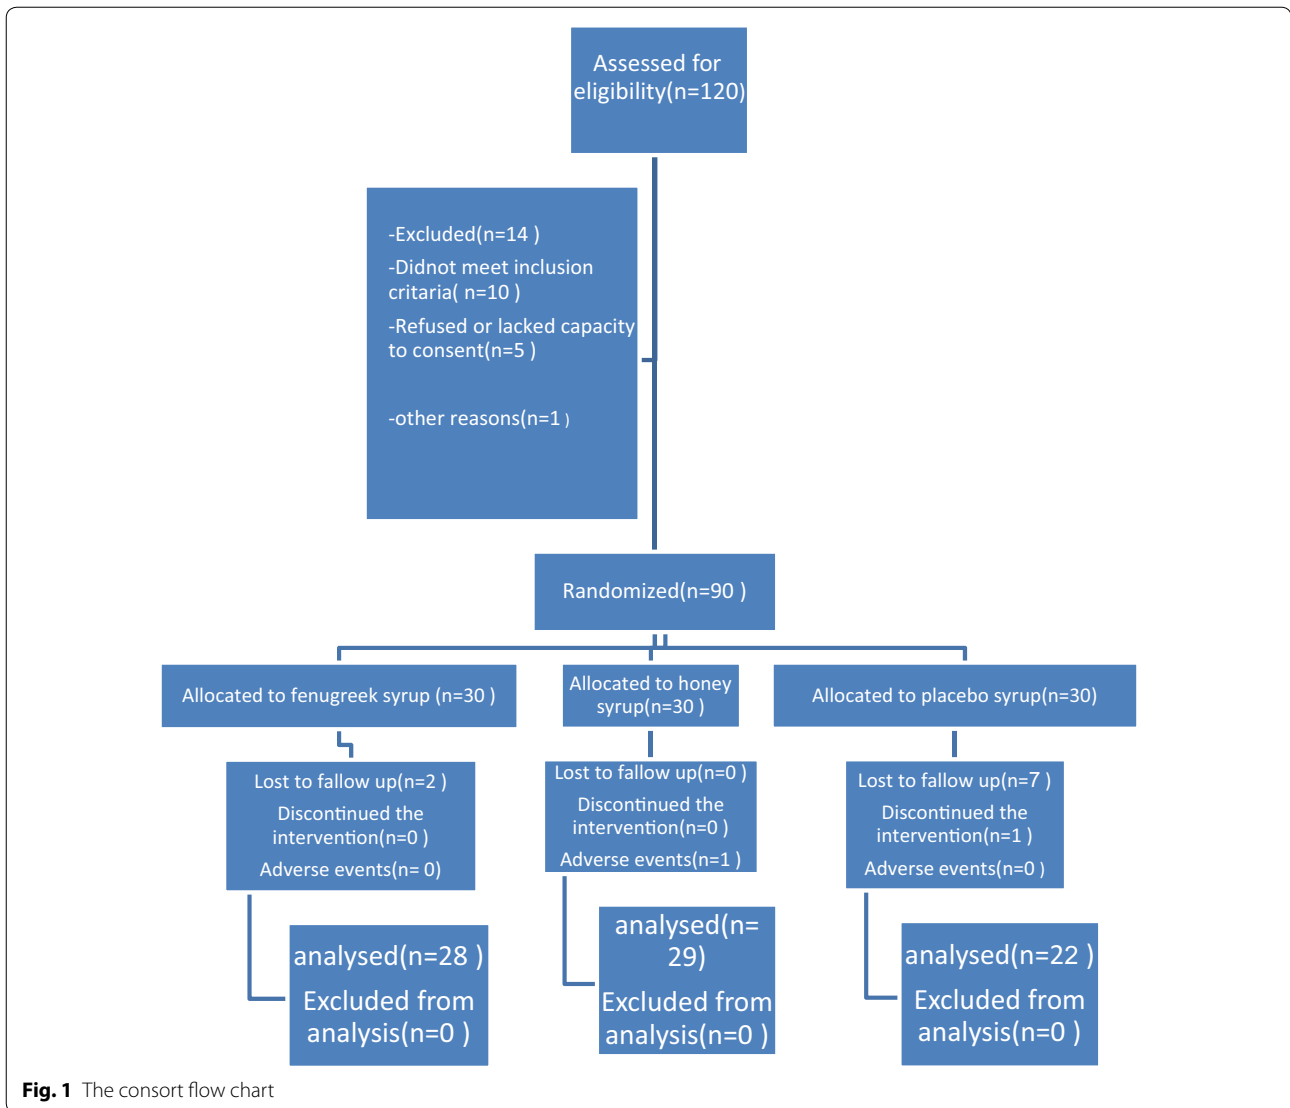 Assessed for
eligibility(n=120)
-Excluded(n=14 )
-Didnot meet inclusion
critaria( n=10 )
-Refused or lacked capacity
to consent(n=5 )
-other reasons(n=1 )
Randomized(n=90 )
Allocated to fenugreek syrup (n=30 )
Allocated to honey
syrup(n=30 )
Allocated to placebo syrup(n=30)
Lost to fallow up(n=2 )
Discontinued the
intervention(n=0 )
Adverse events(n= 0)
Lost to fallow up(n=0 )
Discontinued the
intervention(n=0 )
Adverse events(n=1 )
Lost to fallow up(n=7 )
Discontinued the
intervention(n=1 )
Adverse events(n=0 )
analysed(n=28 )
Excluded from
analysis(n=0 )
analysed(n=
29)
Excluded from
analysis(n=0 )
analysed(n=22 )
Excluded from
analysis(n=0 )
Fig. 1 The consort flow chart